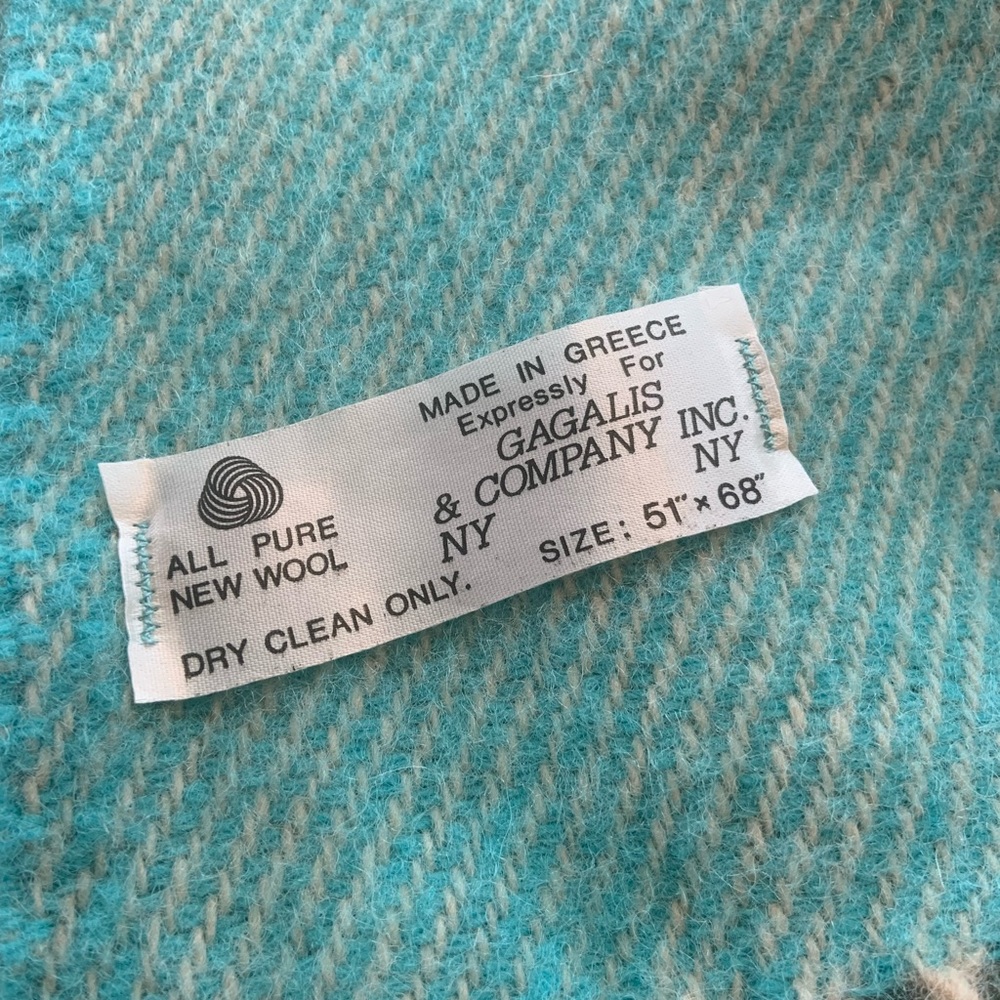 MADE IN GREECE
Expressly For
GAGALIS
& COMPANY INC.
NY NY
SIZE: 51" × 68"
ALL PURE
NEW WOOL
DRY CLEAN ONLY.